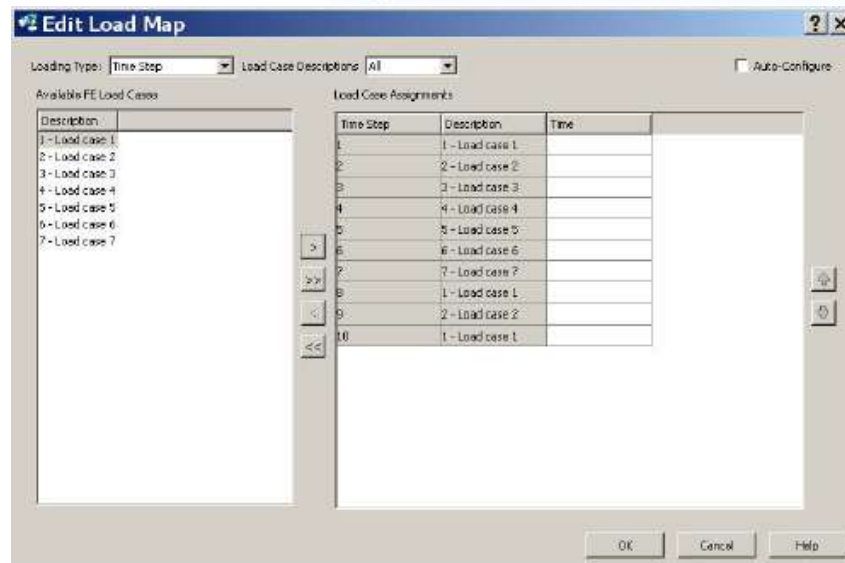 Edit Load Map
? x
Loading Type: Time Step Load Case Descriptions All Auto-Configure
Available FE Load Cases Load Case Assignments
Description
1 - Load case 1
2 - Load case 2
3 - Load case 3
4 - Load case 4
5 - Load case 5
6 - Load case 6
7 - Load case 7
>
>>
<
<<
Time Step Description Time
1 1 - Load case 1
2 2 - Load case 2
3 3 - Load case 3
4 4 - Load case 4
5 5 - Load case 5
6 6 - Load case 6
7 7 - Load case 7
8 1 - Load case 1
9 2 - Load case 2
10 1 - Load case 1
OK Cancel Help